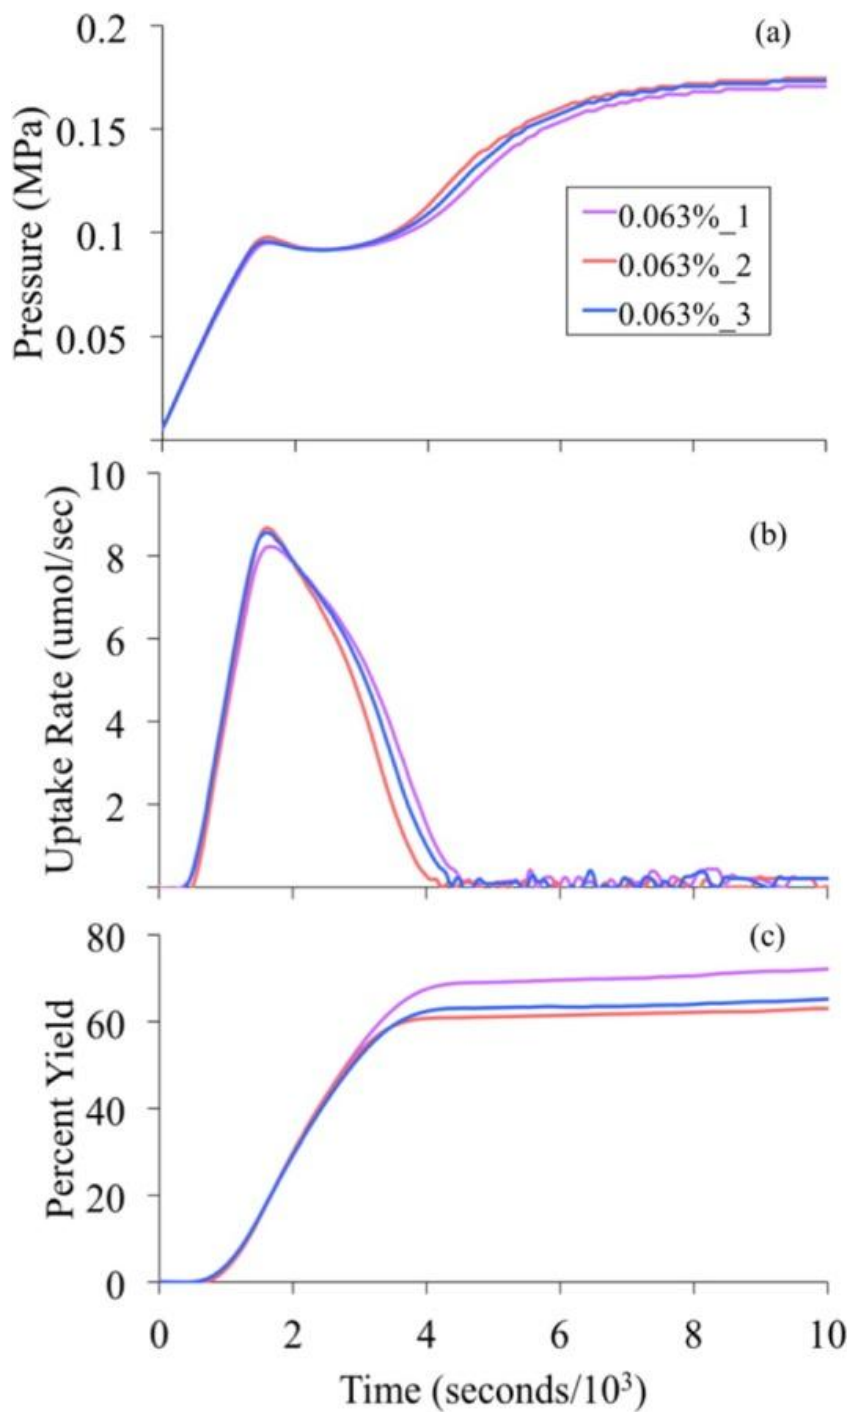 0.2
(a)
0.15
0.1
0.05
Pressure (MPa)
0.063%_1
0.063%_2
0.063%_3
10
(b)
8
6
4
2
Uptake Rate (umol/sec)
80
(c)
60
40
20
0
Percent Yield
0 2 4 6 8 10
Time (seconds/10³)